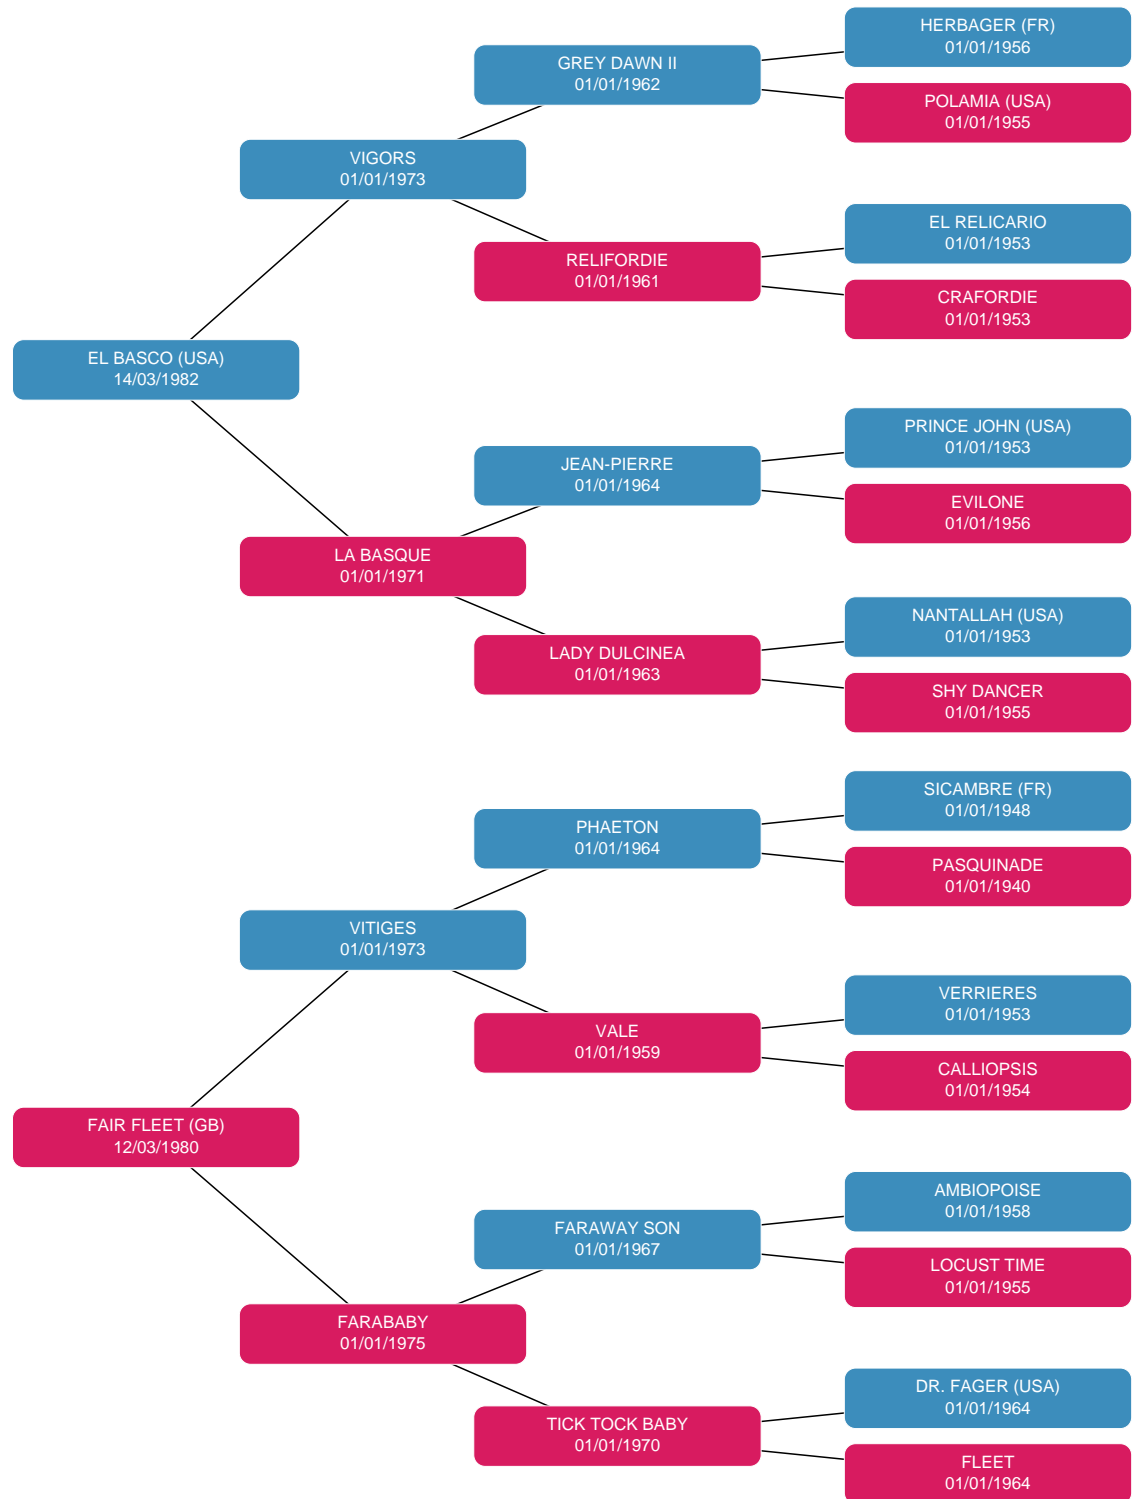 HERBAGER (FR)
01/01/1956
GREY DAWN II
01/01/1962
POLAMIA (USA)
01/01/1955
VIGORS
01/01/1973
EL RELICARIO
01/01/1953
RELIFORDIE
01/01/1961
CRAFORDIE
01/01/1953
EL BASCO (USA)
14/03/1982
PRINCE JOHN (USA)
01/01/1953
JEAN-PIERRE
01/01/1964
EVILONE
01/01/1956
LA BASQUE
01/01/1971
NANTALLAH (USA)
01/01/1953
LADY DULCINEA
01/01/1963
SHY DANCER
01/01/1955
SICAMBRE (FR)
01/01/1948
PHAETON
01/01/1964
PASQUINADE
01/01/1940
VITIGES
01/01/1973
VERRIERES
01/01/1953
VALE
01/01/1959
CALLIOPSIS
01/01/1954
FAIR FLEET (GB)
12/03/1980
AMBIOPOISE
01/01/1958
FARAWAY SON
01/01/1967
LOCUST TIME
01/01/1955
FARABABY
01/01/1975
DR. FAGER (USA)
01/01/1964
TICK TOCK BABY
01/01/1970
FLEET
01/01/1964